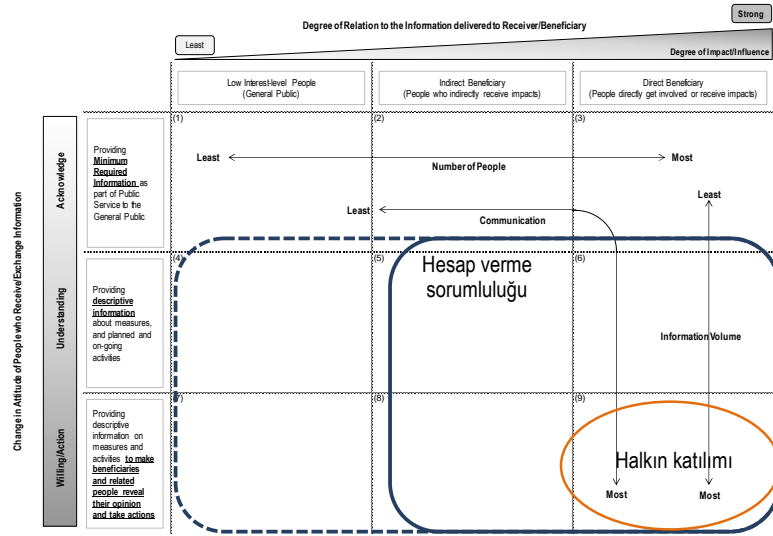 Degree of Relation to the Information delivered to Receiver/Beneficiary
Strong
Least
Degree of Impact/Influence
Low Interest-level People
(General Public)
Indirect Beneficiary
(People who indirectly receive impacts)
Direct Beneficiary
(People directly get involved or receive impacts)
Change in Attitude of People who Receive/Exchange Information
Acknowledge
Providing
Minimum
Required
Information as
part of Public
Service to the
General Public
(1)
(2)
(3)
Least
Number of People
Most
Least
Communication
Least
Understanding
Providing
descriptive
information
about measures,
and planned and
on-going
activities
(4)
(5)
(6)
Hesap verme
sorumluluğu
Information Volume
Willing/Action
Providing
descriptive
information on
measures and
activities to make
beneficiaries
and related
people reveal
their opinion
and take actions
(7)
(8)
(9)
Halkın katılımı
Most
Most